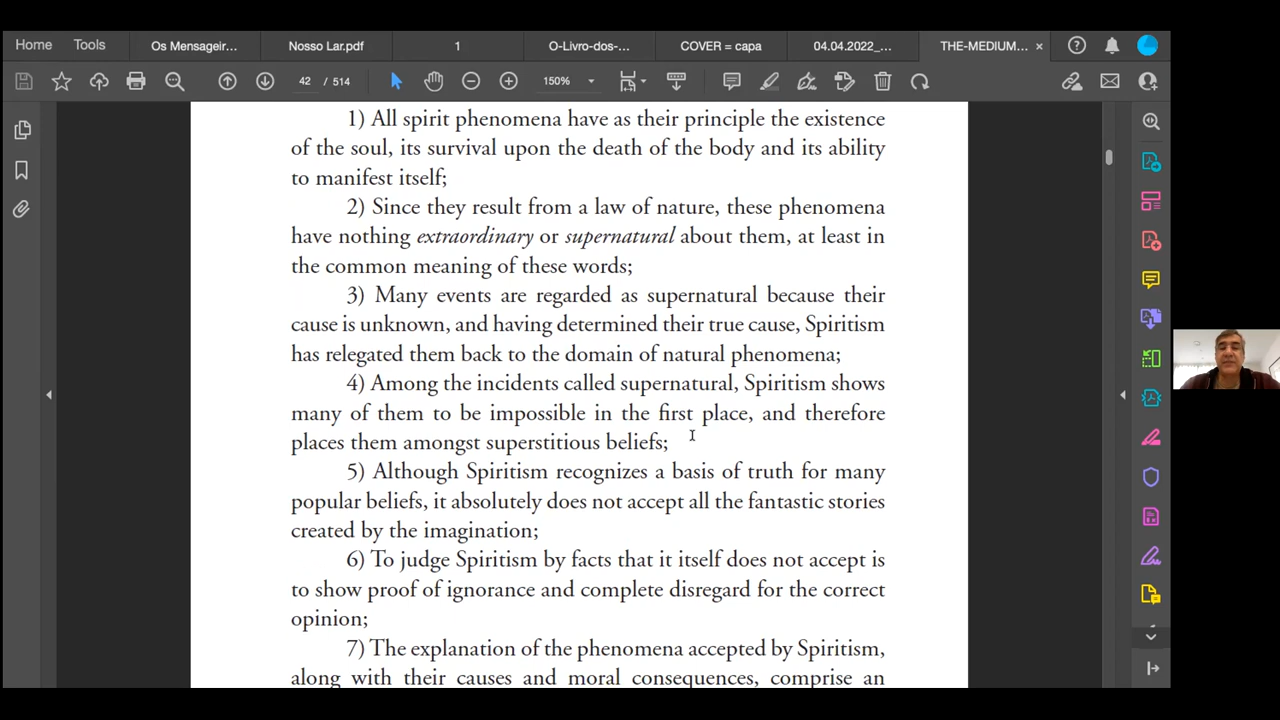 Home Tools Os Mensageir... Nosso Lar.pdf 1 O-Livro-dos-... COVER = capa 04.04.2022_... THE-MEDIUM... ×
42 / 514 150%
1) All spirit phenomena have as their principle the existence
of the soul, its survival upon the death of the body and its ability
to manifest itself;
2) Since they result from a law of nature, these phenomena
have nothing extraordinary or supernatural about them, at least in
the common meaning of these words;
3) Many events are regarded as supernatural because their
cause is unknown, and having determined their true cause, Spiritism
has relegated them back to the domain of natural phenomena;
4) Among the incidents called supernatural, Spiritism shows
many of them to be impossible in the first place, and therefore
places them amongst superstitious beliefs;
5) Although Spiritism recognizes a basis of truth for many
popular beliefs, it absolutely does not accept all the fantastic stories
created by the imagination;
6) To judge Spiritism by facts that it itself does not accept is
to show proof of ignorance and complete disregard for the correct
opinion;
7) The explanation of the phenomena accepted by Spiritism,
along with their causes and moral consequences, comprise an